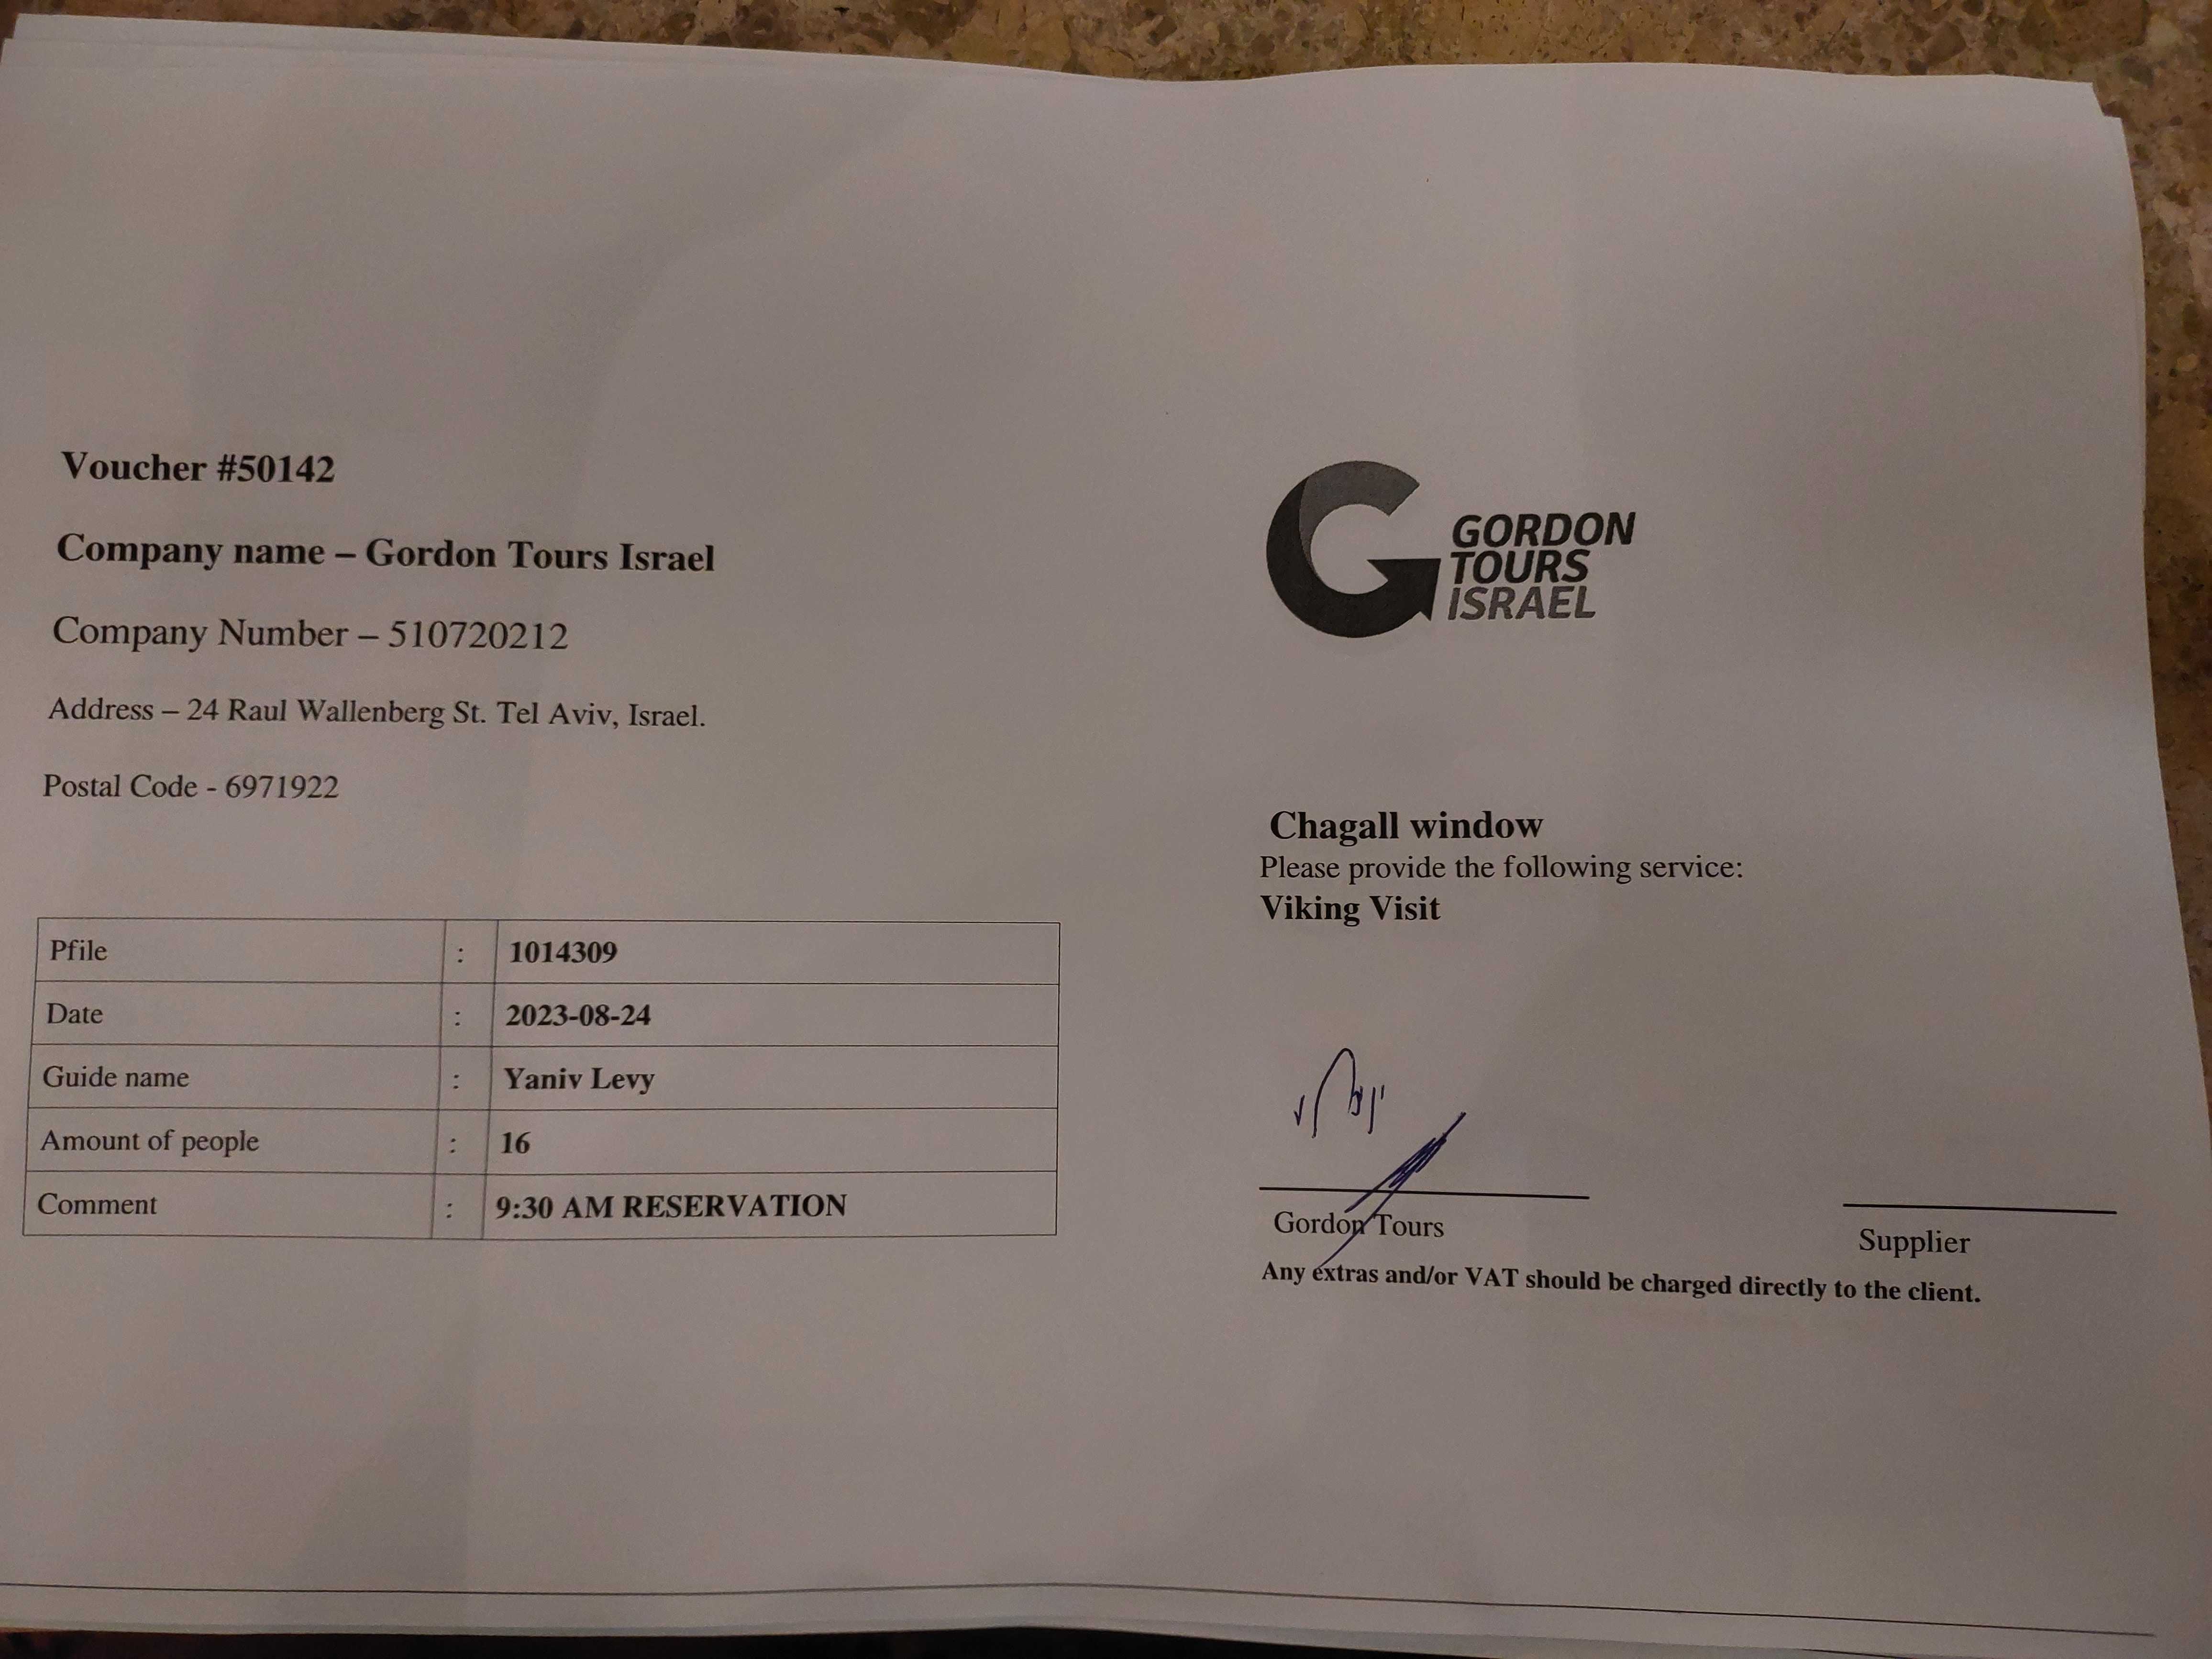 Voucher #50142
Company name – Gordon Tours Israel
Company Number – 510720212
Address – 24 Raul Wallenberg St. Tel Aviv, Israel.
Postal Code - 6971922
Pfile : 1014309
Date : 2023-08-24
Guide name : Yaniv Levy
Amount of people : 16
Comment : 9:30 AM RESERVATION
GORDON
TOURS
ISRAEL
Chagall window
Please provide the following service:
Viking Visit
Gordon Tours
Supplier
Any extras and/or VAT should be charged directly to the client.